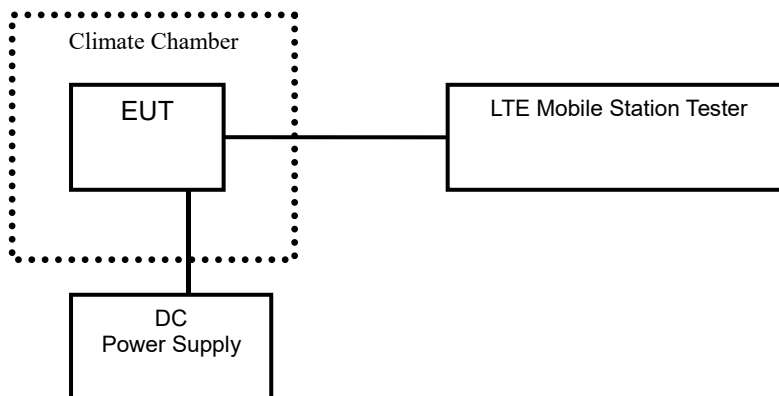 Climate Chamber
EUT
LTE Mobile Station Tester
DC
Power Supply